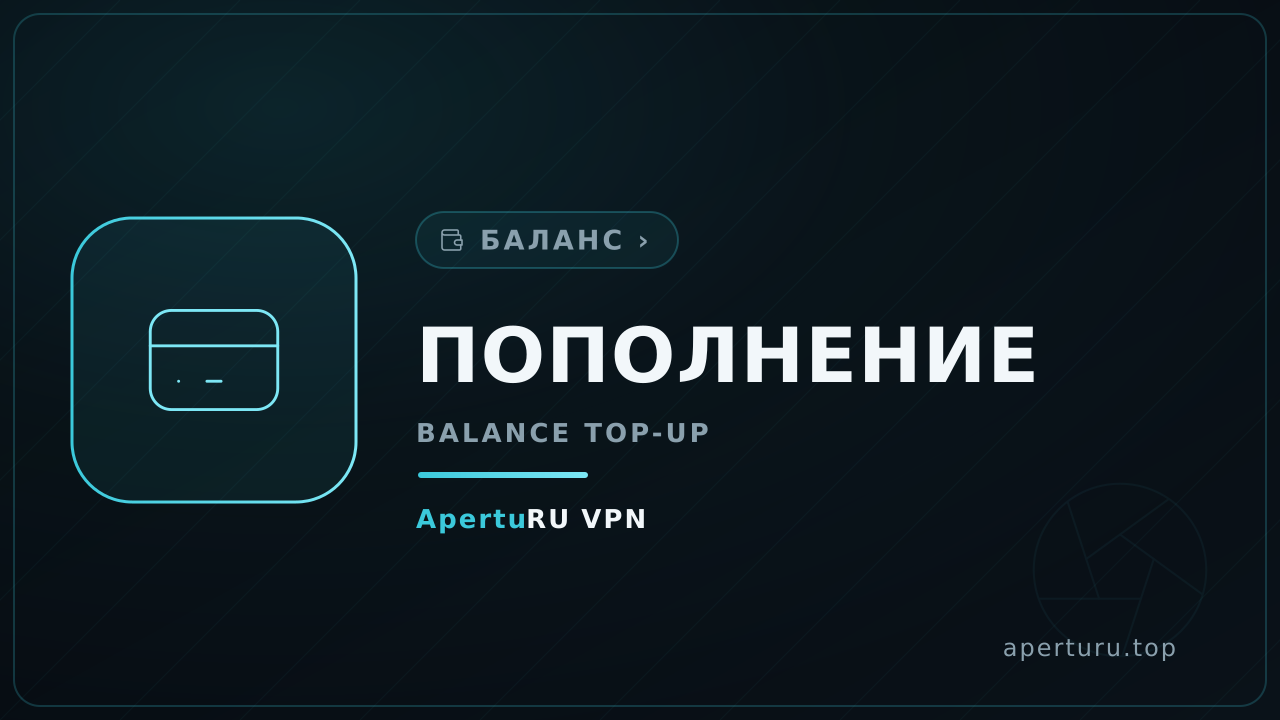 БАЛАНС ›
ПОПОЛНЕНИЕ
BALANCE TOP-UP
ApertuRU VPN
aperturu.top